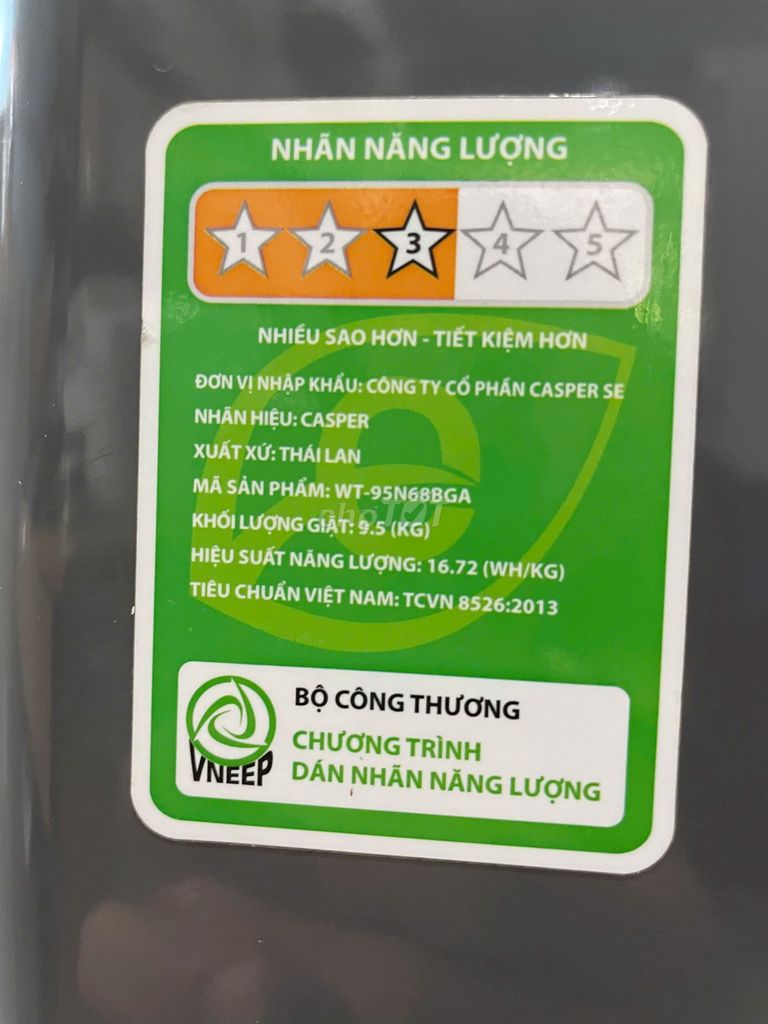 NHÃN NĂNG LƯỢNG
1 2 3 4 5
NHIỀU SAO HƠN - TIẾT KIỆM HƠN
ĐƠN VỊ NHẬP KHẨU: CÔNG TY CỔ PHẦN CASPER SE
NHÃN HIỆU: CASPER
XUẤT XỨ: THÁI LAN
MÃ SẢN PHẨM: WT-95N68BGA
KHỐI LƯỢNG GIẶT: 9.5 (KG)
HIỆU SUẤT NĂNG LƯỢNG: 16.72 (WH/KG)
TIÊU CHUẨN VIỆT NAM: TCVN 8526:2013
BỘ CÔNG THƯƠNG
VNEEP
CHƯƠNG TRÌNH
DÁN NHÃN NĂNG LƯỢNG